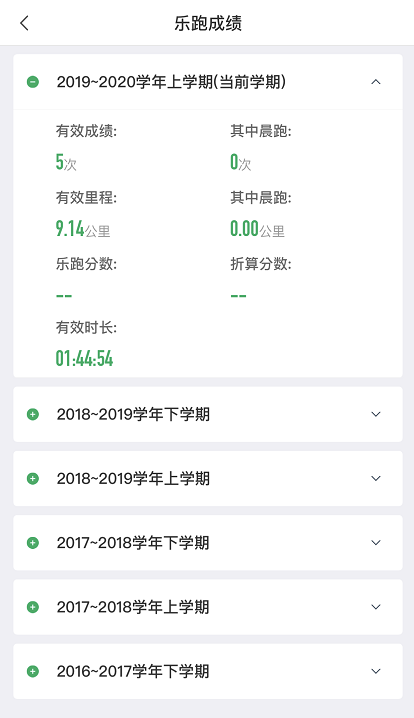 乐跑成绩
2019~2020学年上学期(当前学期)
有效成绩: 其中晨跑:
5次 0次
有效里程: 其中晨跑:
9.14公里 0.00公里
乐跑分数: 折算分数:
-- --
有效时长:
01:44:54
2018~2019学年下学期
2018~2019学年上学期
2017~2018学年下学期
2017~2018学年上学期
2016~2017学年下学期